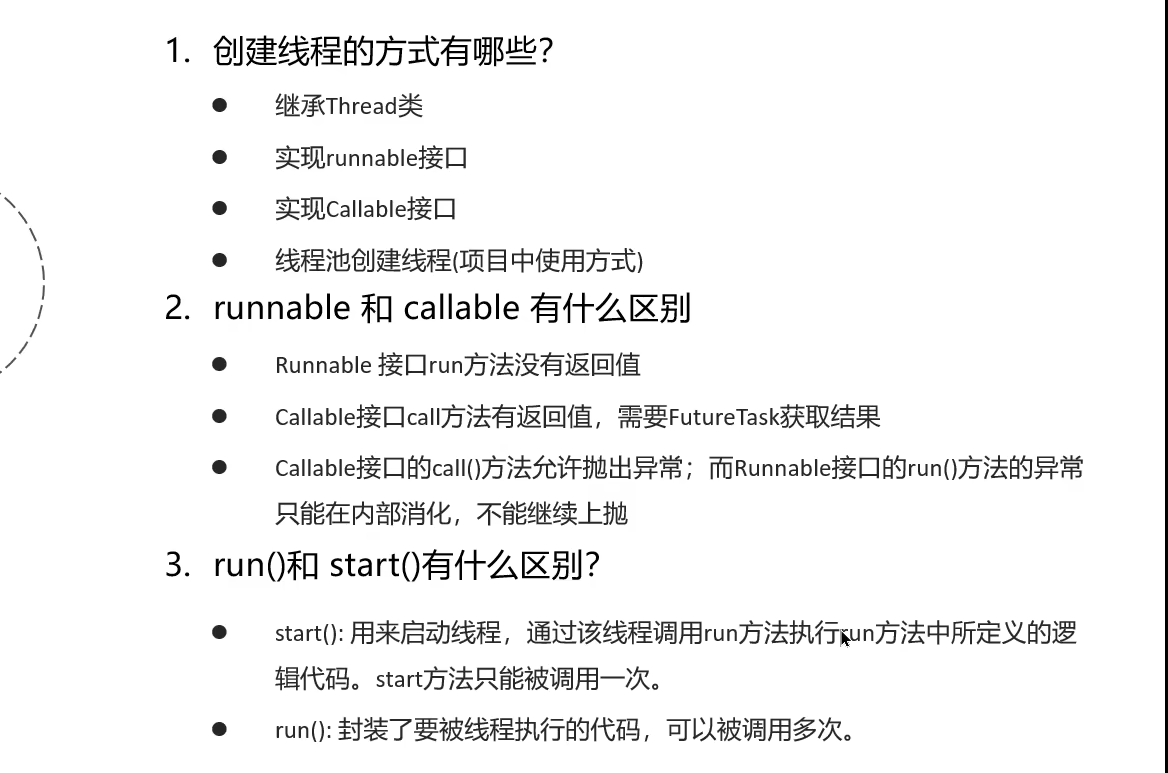 1. 创建线程的方式有哪些？
● 继承Thread类
● 实现runnable接口
● 实现Callable接口
● 线程池创建线程(项目中使用方式)
2. runnable 和 callable 有什么区别
● Runnable 接口run方法没有返回值
● Callable接口call方法有返回值，需要FutureTask获取结果
● Callable接口的call()方法允许抛出异常；而Runnable接口的run()方法的异常
只能在内部消化，不能继续上抛
3. run()和 start()有什么区别？
● start(): 用来启动线程，通过该线程调用run方法执行run方法中所定义的逻
辑代码。start方法只能被调用一次。
● run(): 封装了要被线程执行的代码，可以被调用多次。